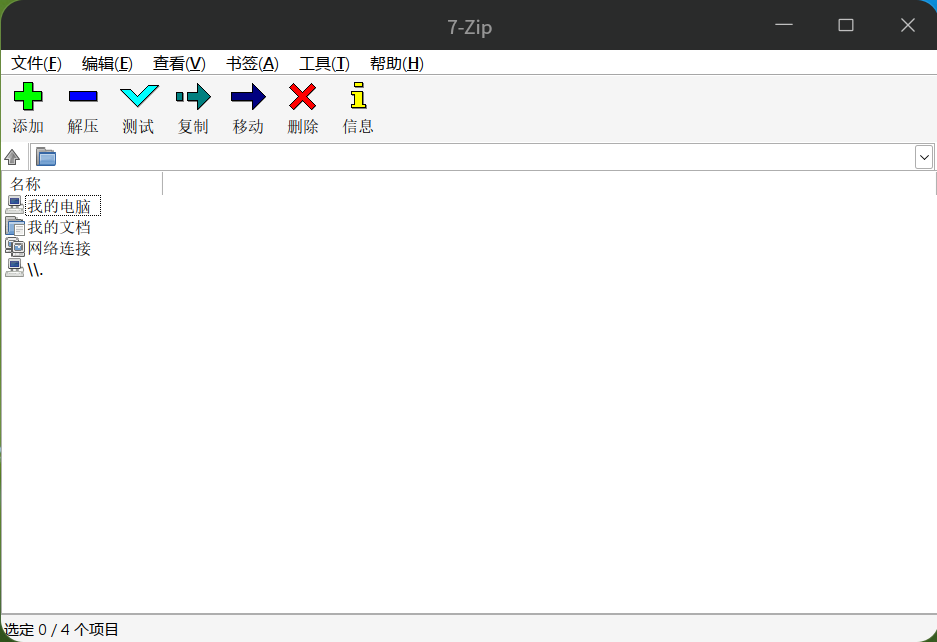 7-Zip
文件(F) 编辑(E) 查看(V) 书签(A) 工具(T) 帮助(H)
添加 解压 测试 复制 移动 删除 信息
名称
我的电脑
我的文档
网络连接
\\.
选定 0 / 4 个项目